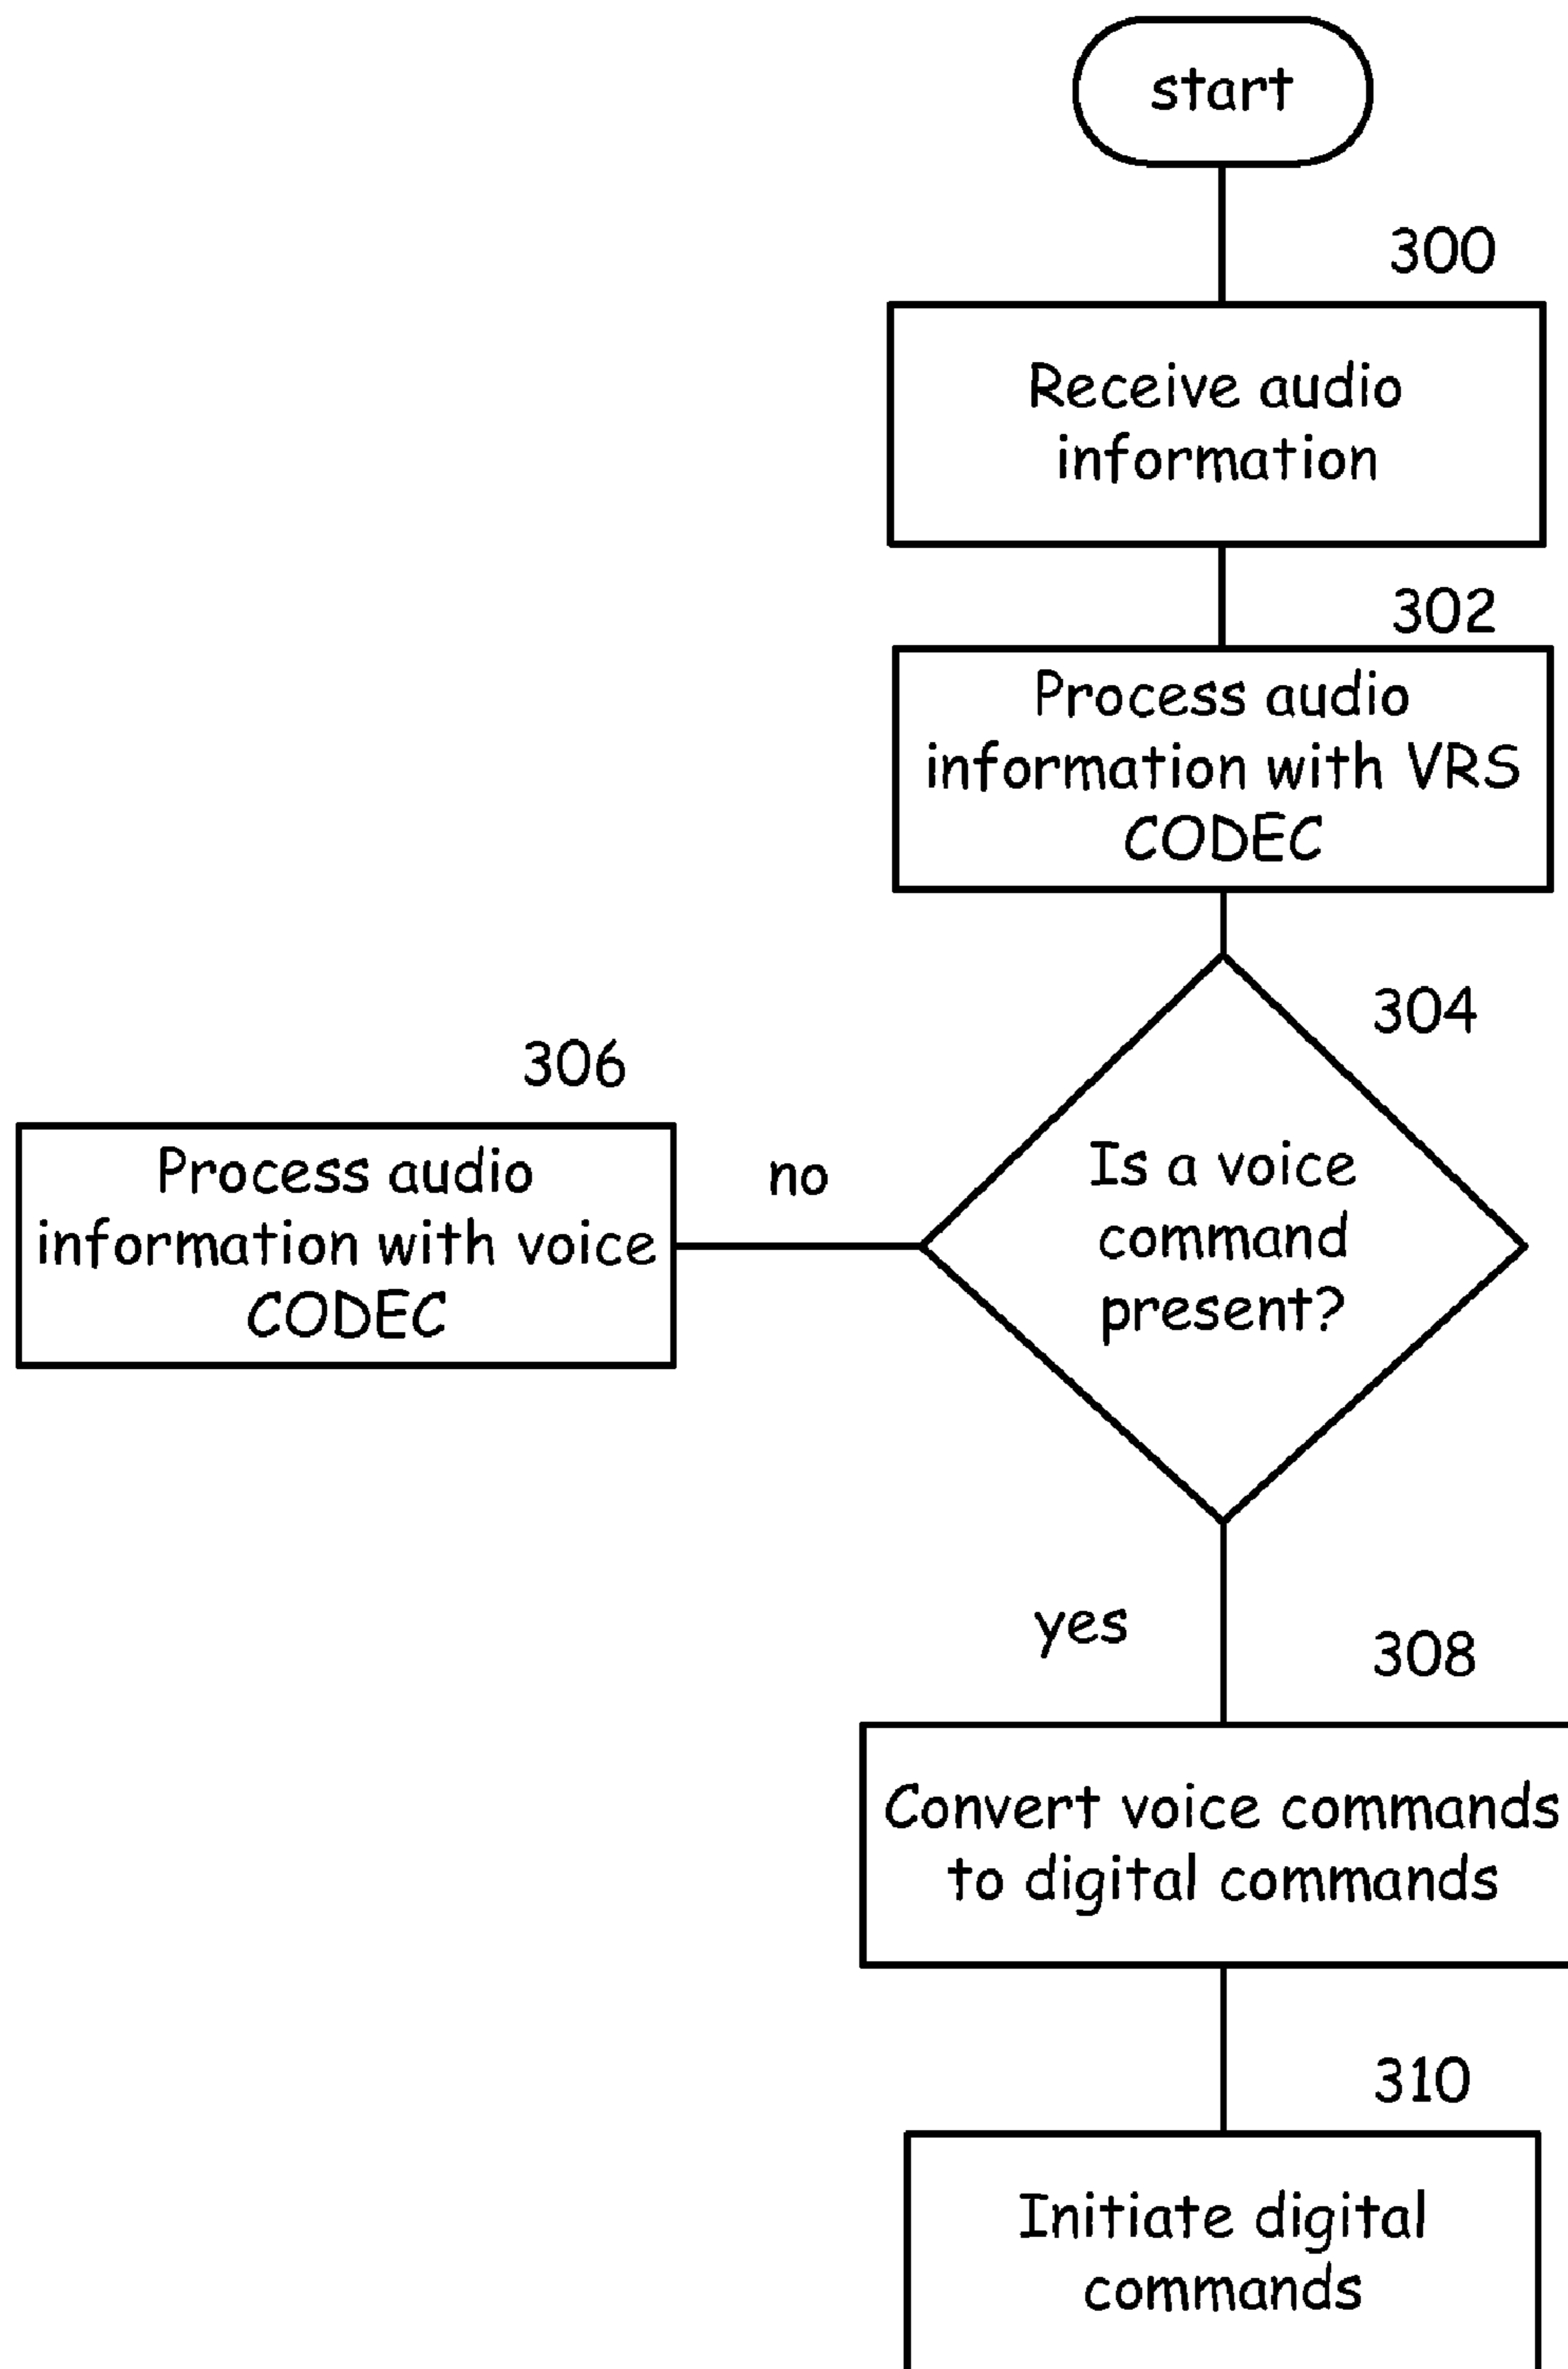 start
300
Receive audio
information
302
Process audio
information with VRS
CODEC
304
Is a voice
command
present?
no
306
Process audio
information with voice
CODEC
yes
308
Convert voice commands
to digital commands
310
Initiate digital
commands